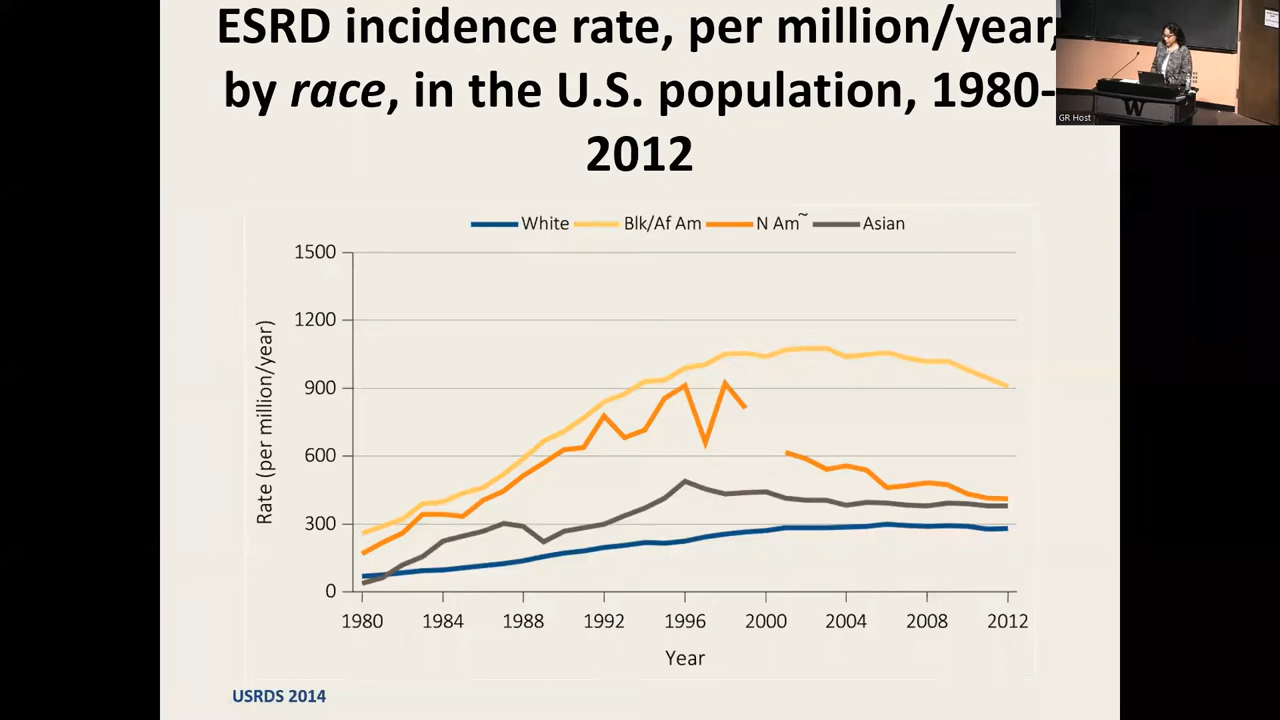 ESRD incidence rate, per million/year,
by race, in the U.S. population, 1980-
2012
GR Host
W
White Blk/Af Am N Am~ Asian
1500
1200
900
600
300
0
Rate (per million/year)
1980 1984 1988 1992 1996 2000 2004 2008 2012
Year
USRDS 2014